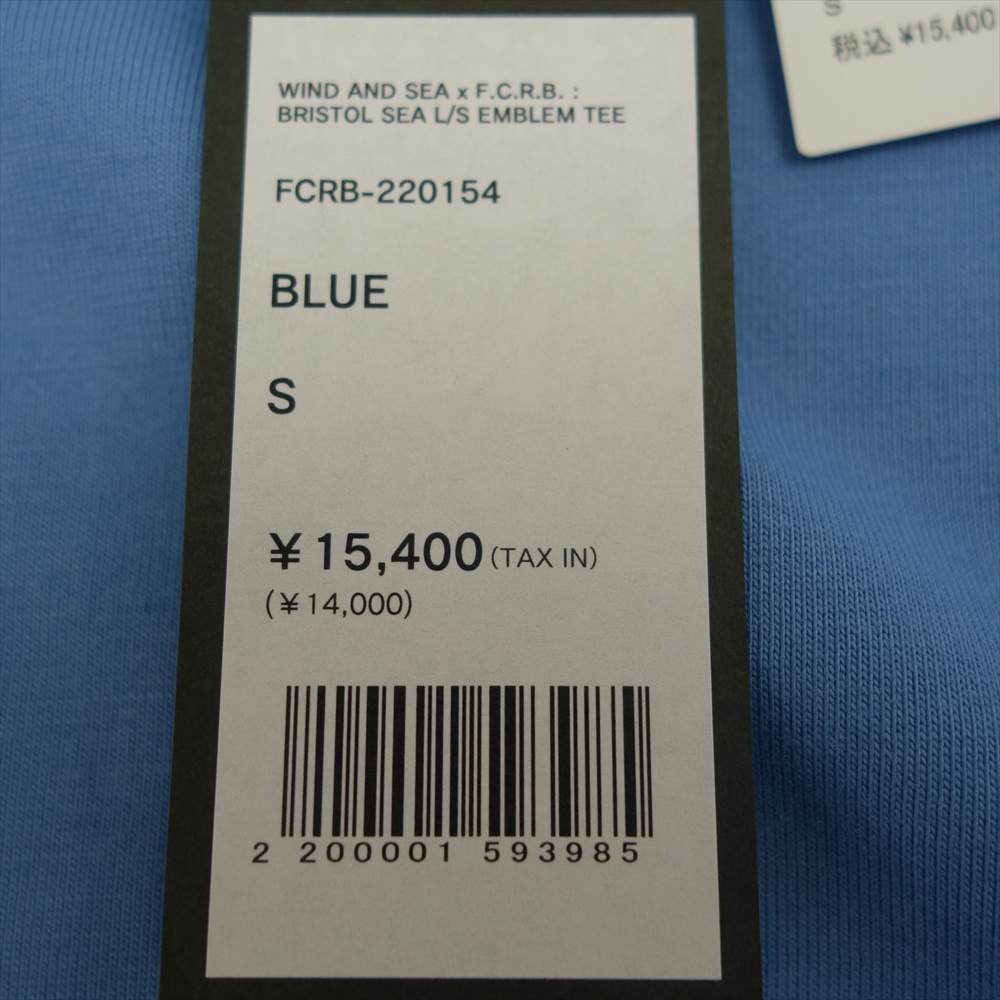 S
税込 ¥15,400
WIND AND SEA x F.C.R.B. :
BRISTOL SEA L/S EMBLEM TEE
FCRB-220154
BLUE
S
¥ 15,400 (TAX IN)
(¥14,000)
2 200001 593985